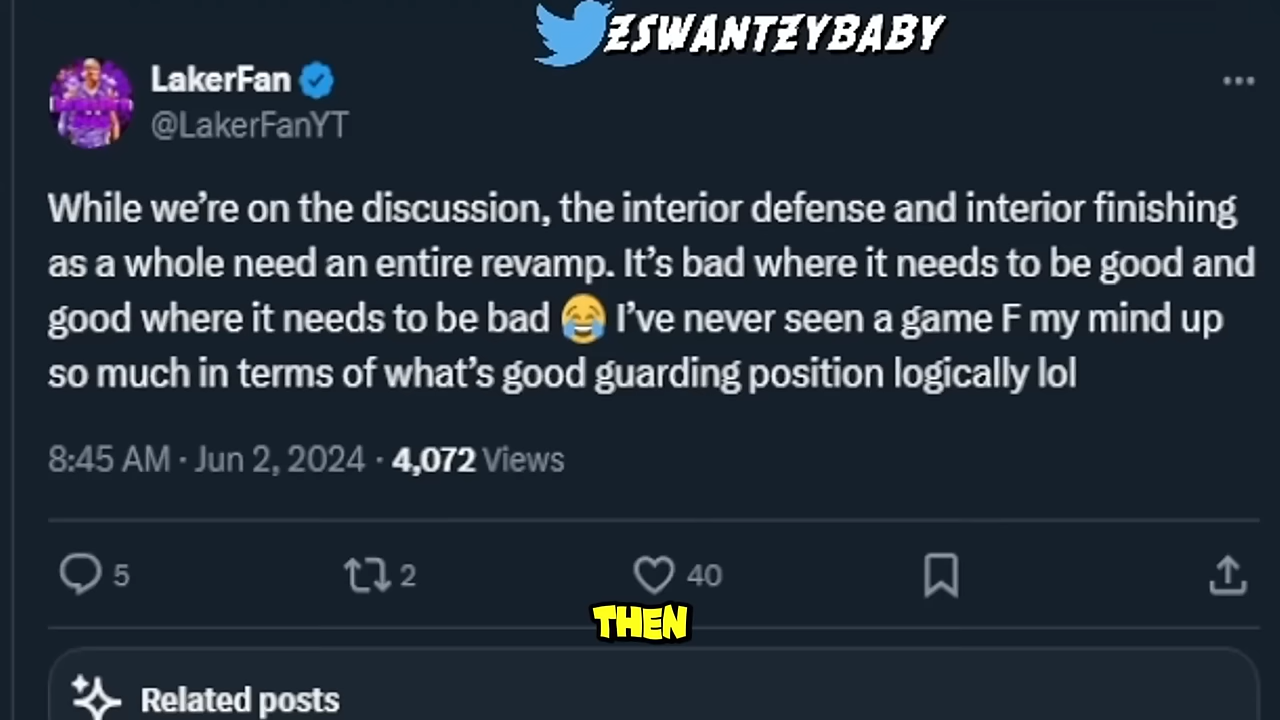 ZSWANTZYBABY
LakerFan
@LakerFanYT
While we’re on the discussion, the interior defense and interior finishing
as a whole need an entire revamp. It’s bad where it needs to be good and
good where it needs to be bad 😂 I’ve never seen a game F my mind up
so much in terms of what’s good guarding position logically lol
8:45 AM · Jun 2, 2024 · 4,072 Views
5 2 40
THEN
Related posts